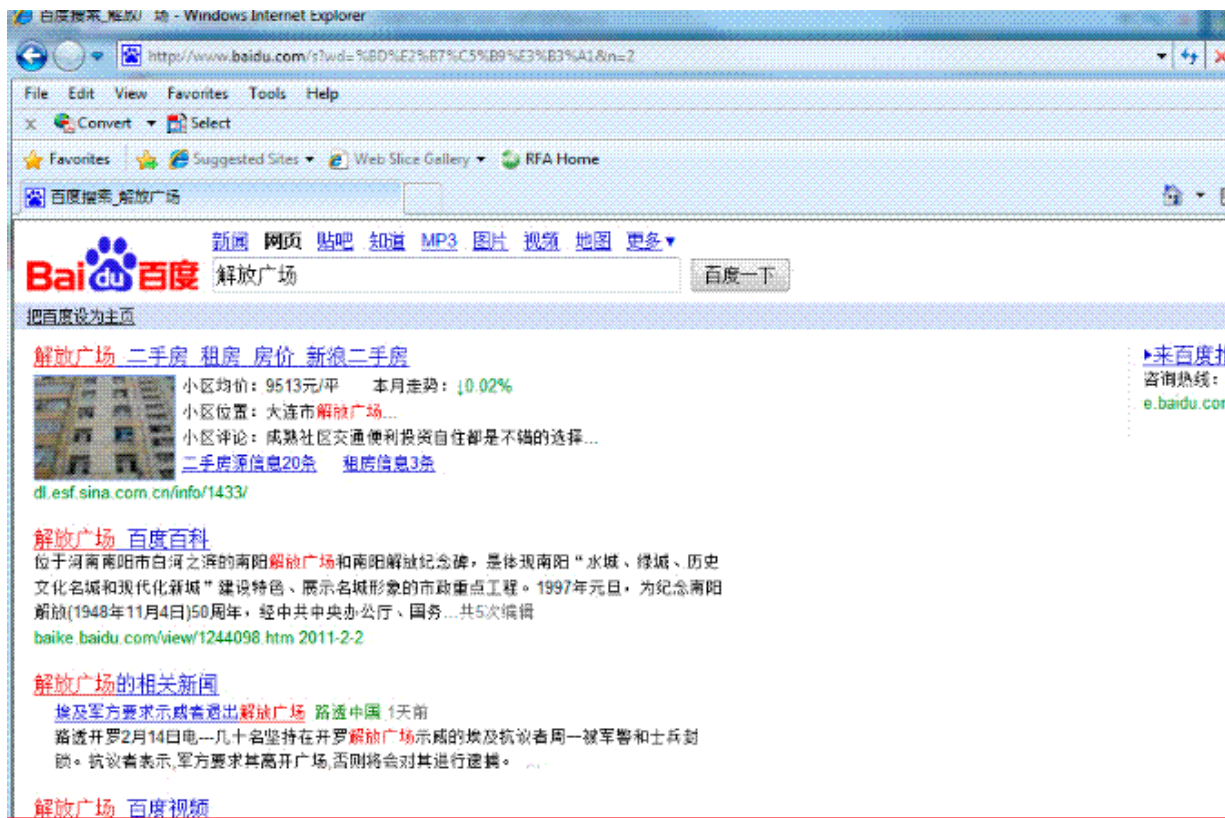 百度搜索_解放广场 - Windows Internet Explorer
http://www.baidu.com/s?wd=%BD%E2%B7%C5%B9%E3%B3%A1&n=2
File Edit View Favorites Tools Help
x Convert Select
Favorites Suggested Sites Web Slice Gallery RFA Home
百度搜索_解放广场
新闻 网页 贴吧 知道 MP3 图片 视频 地图 更多▼
Bai du 百度 解放广场 百度一下
把百度设为主页
解放广场_二手房_租房_房价_新浪二手房
小区均价：9513元/平 本月走势：↓0.02%
小区位置：大连市解放广场...
小区评论：成熟社区交通便利投资自住都是不错的选择...
二手房源信息20条 租房信息3条
dl.esf.sina.com.cn/info/1433/
解放广场_百度百科
位于河南南阳市白河之滨的南阳解放广场和南阳解放纪念碑，是体现南阳“水城、绿城、历史
文化名城和现代化新城”建设特色、展示名城形象的市政重点工程。1997年元旦，为纪念南阳
解放(1948年11月4日)50周年，经中共中央办公厅、国务...共5次编辑
baike.baidu.com/view/1244098.htm 2011-2-2
解放广场的相关新闻
埃及军方要求示威者退出解放广场 路透中国 1天前
路透开罗2月14日电---几十名坚持在开罗解放广场示威的埃及抗议者周一被军警和士兵封
锁。抗议者表示,军方要求其离开广场,否则将会对其进行逮捕。
解放广场_百度视频
▶来百度推
咨询热线：
e.baidu.com